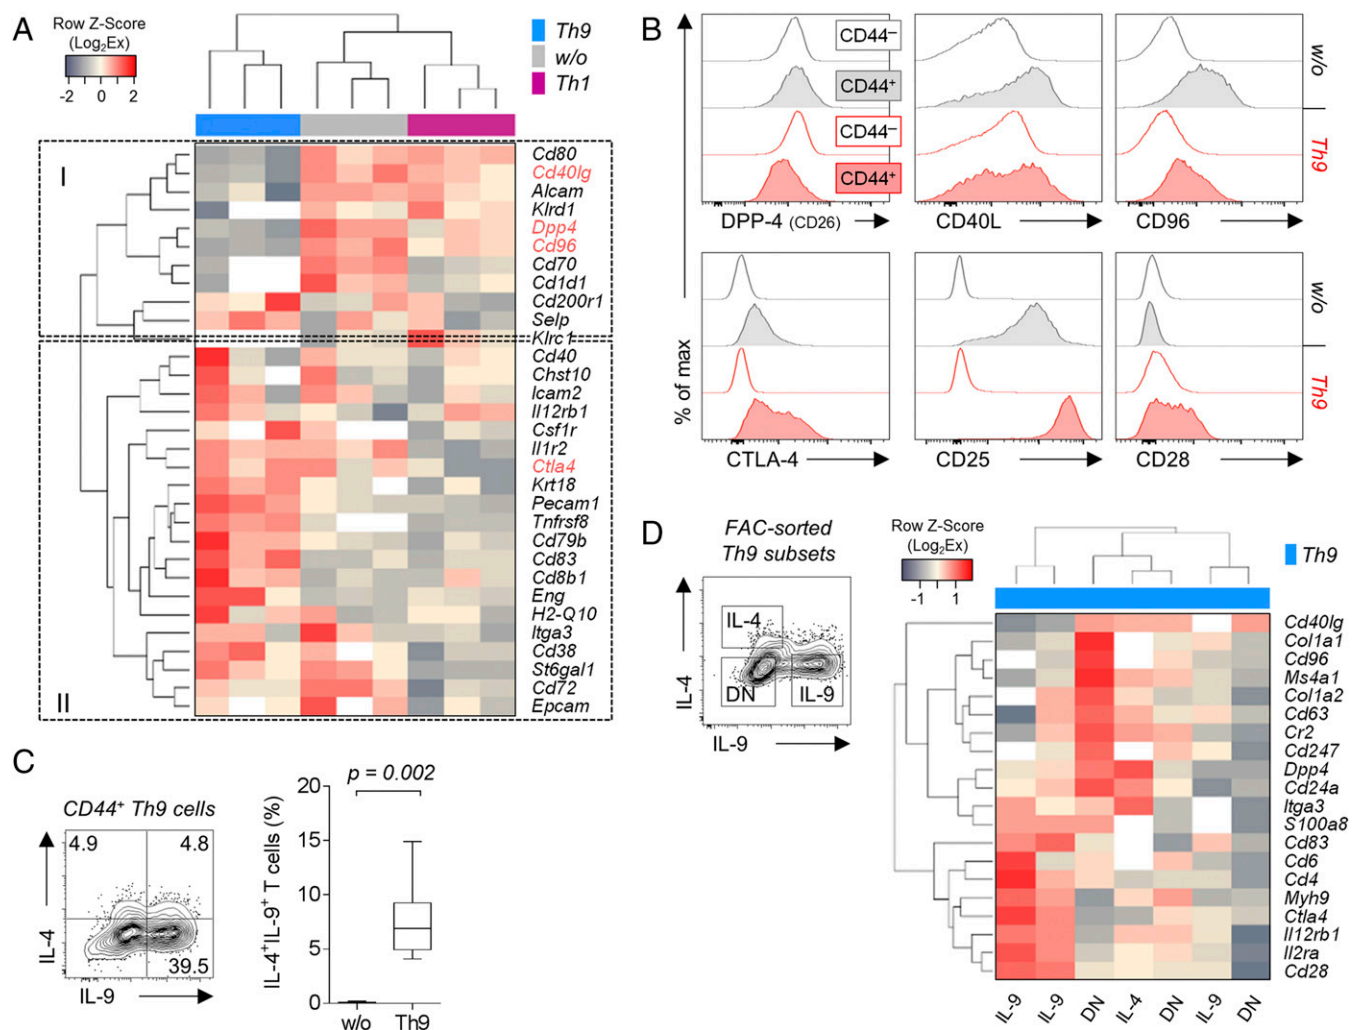 A
Row Z-Score
(Log₂Ex)
-2 0 2
Th9
w/o
Th1
I
Cd80
Cd40lg
Alcam
Klrd1
Dpp4
Cd96
Cd70
Cd1d1
Cd200r1
Selp
Klrc1
Cd40
Chst10
Icam2
Il12rb1
Csf1r
Il1r2
Ctla4
Krt18
Pecam1
Tnfrsf8
Cd79b
Cd83
Cd8b1
Eng
H2-Q10
Itga3
Cd38
St6gal1
Cd72
Epcam
II
B
% of max
CD44–
CD44+
CD44–
CD44+
w/o
Th9
DPP-4 (CD26)
CD40L
CD96
w/o
Th9
CTLA-4
CD25
CD28
C
CD44+ Th9 cells
4.9 4.8
39.5
IL-4
IL-9
p = 0.002
IL-4+IL-9+ T cells (%)
20
15
10
5
0
w/o Th9
D
FAC-sorted
Th9 subsets
IL-4
DN
IL-9
IL-4
IL-9
Row Z-Score
(Log₂Ex)
-1 1
Th9
Cd40lg
Col1a1
Cd96
Ms4a1
Col1a2
Cd63
Cr2
Cd247
Dpp4
Cd24a
Itga3
S100a8
Cd83
Cd6
Cd4
Myh9
Ctla4
Il12rb1
Il2ra
Cd28
IL-9 IL-9 DN IL-4 DN IL-9 DN